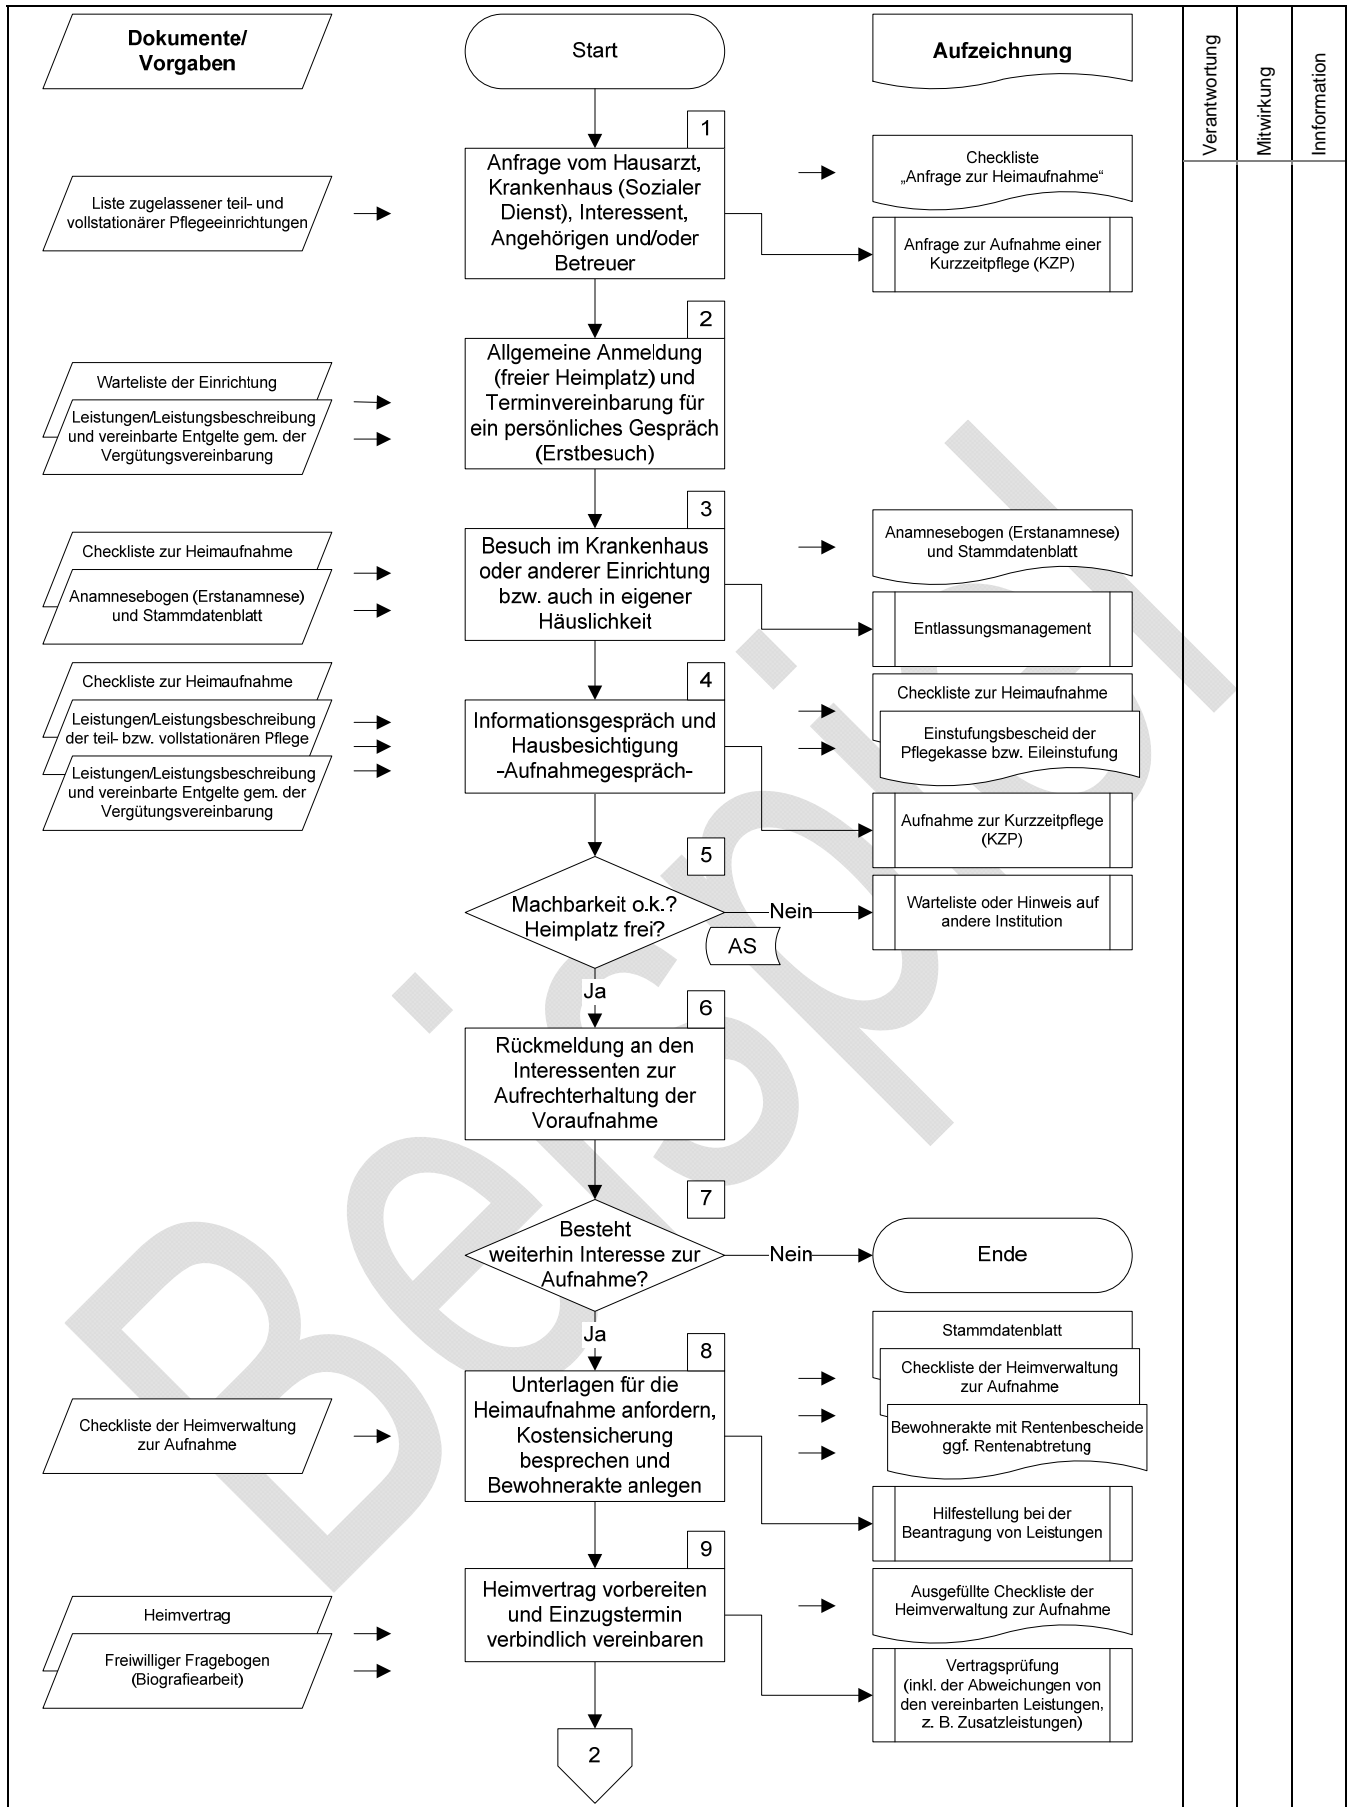 Dokumente/
Vorgaben
Start
Aufzeichnung
Verantwortung
Mitwirkung
Innformation
1
Anfrage vom Hausarzt,
Krankenhaus (Sozialer
Dienst), Interessent,
Angehörigen und/oder
Betreuer
Liste zugelassener teil- und
vollstationärer Pflegeeinrichtungen
Checkliste
„Anfrage zur Heimaufnahme“
Anfrage zur Aufnahme einer
Kurzzeitpflege (KZP)
2
Allgemeine Anmeldung
(freier Heimplatz) und
Terminvereinbarung für
ein persönliches Gespräch
(Erstbesuch)
Warteliste der Einrichtung
Leistungen/Leistungsbeschreibung
und vereinbarte Entgelte gem. der
Vergütungsvereinbarung
3
Besuch im Krankenhaus
oder anderer Einrichtung
bzw. auch in eigener
Häuslichkeit
Checkliste zur Heimaufnahme
Anamnesebogen (Erstanamnese)
und Stammdatenblatt
Anamnesebogen (Erstanamnese)
und Stammdatenblatt
Entlassungsmanagement
4
Informationsgespräch und
Hausbesichtigung
-Aufnahmegespräch-
Checkliste zur Heimaufnahme
Leistungen/Leistungsbeschreibung
der teil- bzw. vollstationären Pflege
Leistungen/Leistungsbeschreibung
und vereinbarte Entgelte gem. der
Vergütungsvereinbarung
Checkliste zur Heimaufnahme
Einstufungsbescheid der
Pflegekasse bzw. Eileinstufung
Aufnahme zur Kurzzeitpflege
(KZP)
5
Machbarkeit o.k.?
Heimplatz frei?
Nein
AS
Warteliste oder Hinweis auf
andere Institution
Ja
6
Rückmeldung an den
Interessenten zur
Aufrechterhaltung der
Voraufnahme
7
Besteht
weiterhin Interesse zur
Aufnahme?
Nein
Ende
Ja
8
Unterlagen für die
Heimaufnahme anfordern,
Kostensicherung
besprechen und
Bewohnerakte anlegen
Checkliste der Heimverwaltung
zur Aufnahme
Stammdatenblatt
Checkliste der Heimverwaltung
zur Aufnahme
Bewohnerakte mit Rentenbescheide
ggf. Rentenabtretung
Hilfestellung bei der
Beantragung von Leistungen
9
Heimvertrag vorbereiten
und Einzugstermin
verbindlich vereinbaren
Heimvertrag
Freiwilliger Fragebogen
(Biografiearbeit)
Ausgefüllte Checkliste der
Heimverwaltung zur Aufnahme
Vertragsprüfung
(inkl. der Abweichungen von
den vereinbarten Leistungen,
z. B. Zusatzleistungen)
2
Beispiel